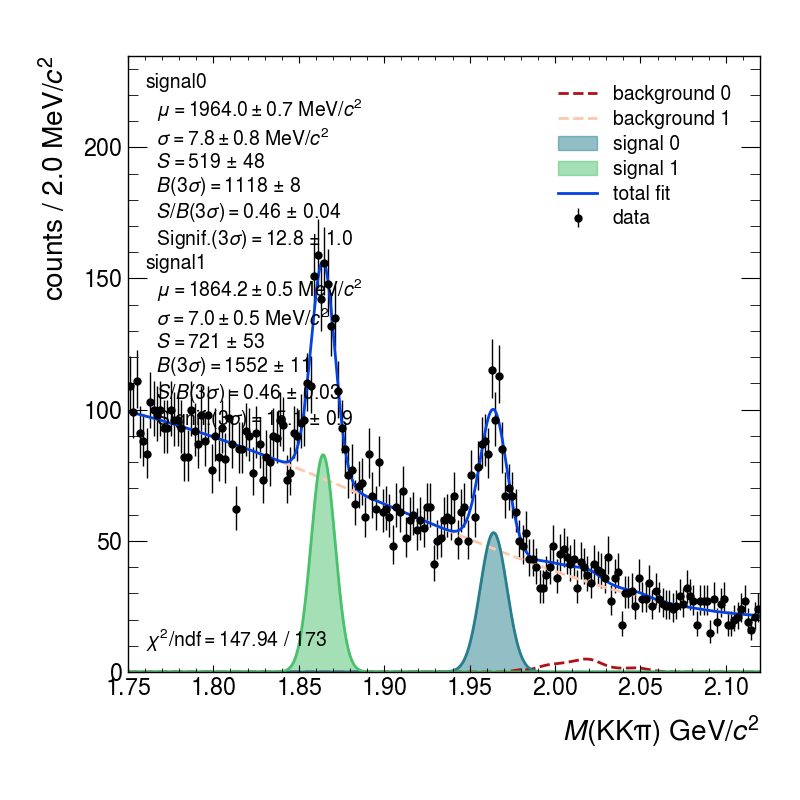 counts / 2.0 MeV/c²
signal0
μ = 1964.0 ± 0.7 MeV/c²
σ = 7.8 ± 0.8 MeV/c²
S = 519 ± 48
B(3σ) = 1118 ± 8
S/B(3σ) = 0.46 ± 0.04
Signif.(3σ) = 12.8 ± 1.0
signal1
μ = 1864.2 ± 0.5 MeV/c²
σ = 7.0 ± 0.5 MeV/c²
S = 721 ± 53
B(3σ) = 1552 ± 11
S/B(3σ) = 0.46 ± 0.03
(3σ) = ± 0.9
χ²/ndf = 147.94 / 173
background 0
background 1
signal 0
signal 1
total fit
data
200
150
100
50
0
1.75 1.80 1.85 1.90 1.95 2.00 2.05 2.10
M(KKπ) GeV/c²